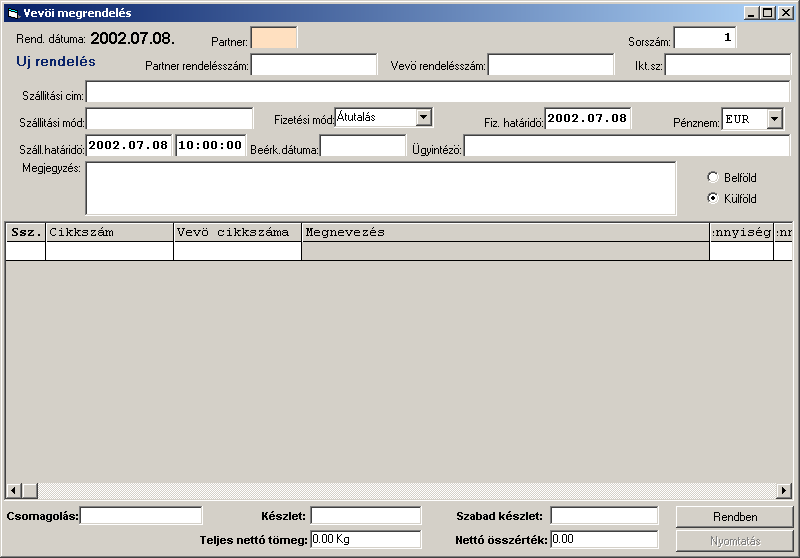 Vevöi megrendelés
Rend. dátuma: 2002.07.08. Partner: Sorszám: 1
Uj rendelés Partner rendelésszám: Vevö rendelésszám: Ikt.sz:
Szállitási cim:
Szállitási mód: Fizetési mód: Átutalás Fiz. határidö: 2002.07.08 Pénznem: EUR
Száll.határidö: 2002.07.08 10:00:00 Beérk.dátuma: Ügyintézö:
Megjegyzés: Belföld
Külföld
Ssz. Cikkszám Vevö cikkszáma Megnevezés nnyiség
Csomagolás: Készlet: Szabad készlet: Rendben
Teljes nettó tömeg: 0.00 Kg Nettó összérték: 0.00 Nyomtatás